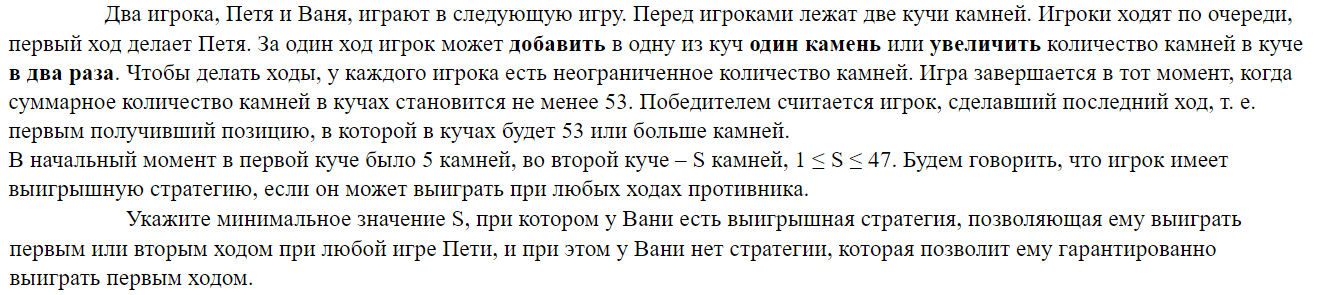 Два игрока, Петя и Ваня, играют в следующую игру. Перед игроками лежат две кучи камней. Игроки ходят по очереди,
первый ход делает Петя. За один ход игрок может добавить в одну из куч один камень или увеличить количество камней в куче
в два раза. Чтобы делать ходы, у каждого игрока есть неограниченное количество камней. Игра завершается в тот момент, когда
суммарное количество камней в кучах становится не менее 53. Победителем считается игрок, сделавший последний ход, т. е.
первым получивший позицию, в которой в кучах будет 53 или больше камней.
В начальный момент в первой куче было 5 камней, во второй куче – S камней, 1 ≤ S ≤ 47. Будем говорить, что игрок имеет
выигрышную стратегию, если он может выиграть при любых ходах противника.
Укажите минимальное значение S, при котором у Вани есть выигрышная стратегия, позволяющая ему выиграть
первым или вторым ходом при любой игре Пети, и при этом у Вани нет стратегии, которая позволит ему гарантированно
выиграть первым ходом.